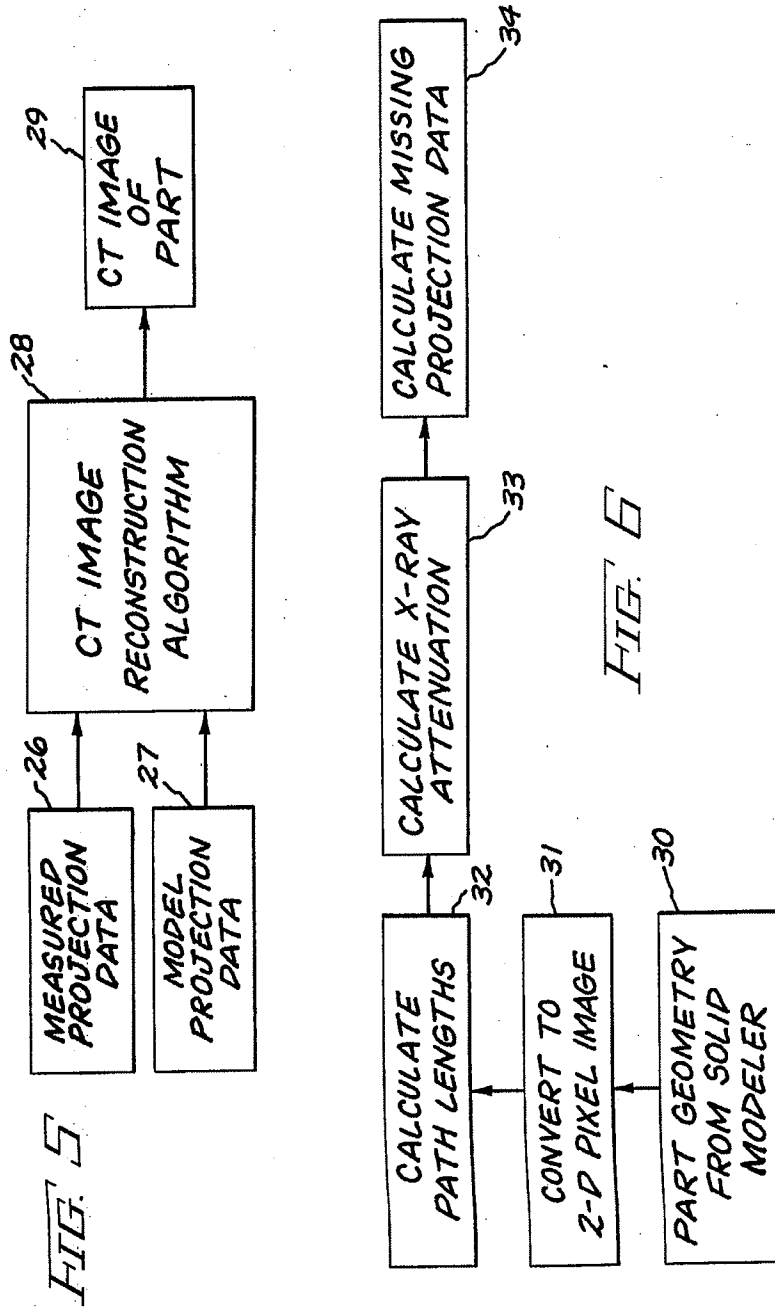 FIG. 5
MEASURED
PROJECTION
DATA
26
MODEL
PROJECTION
DATA
27
CT IMAGE
RECONSTRUCTION
ALGORITHM
28
CT IMAGE
OF
PART
29
PART GEOMETRY
FROM SOLID
MODELER
30
CONVERT TO
2-D PIXEL IMAGE
31
CALCULATE
PATH LENGTHS
32
CALCULATE X-RAY
ATTENUATION
33
CALCULATE MISSING
PROJECTION DATA
34
FIG. 6